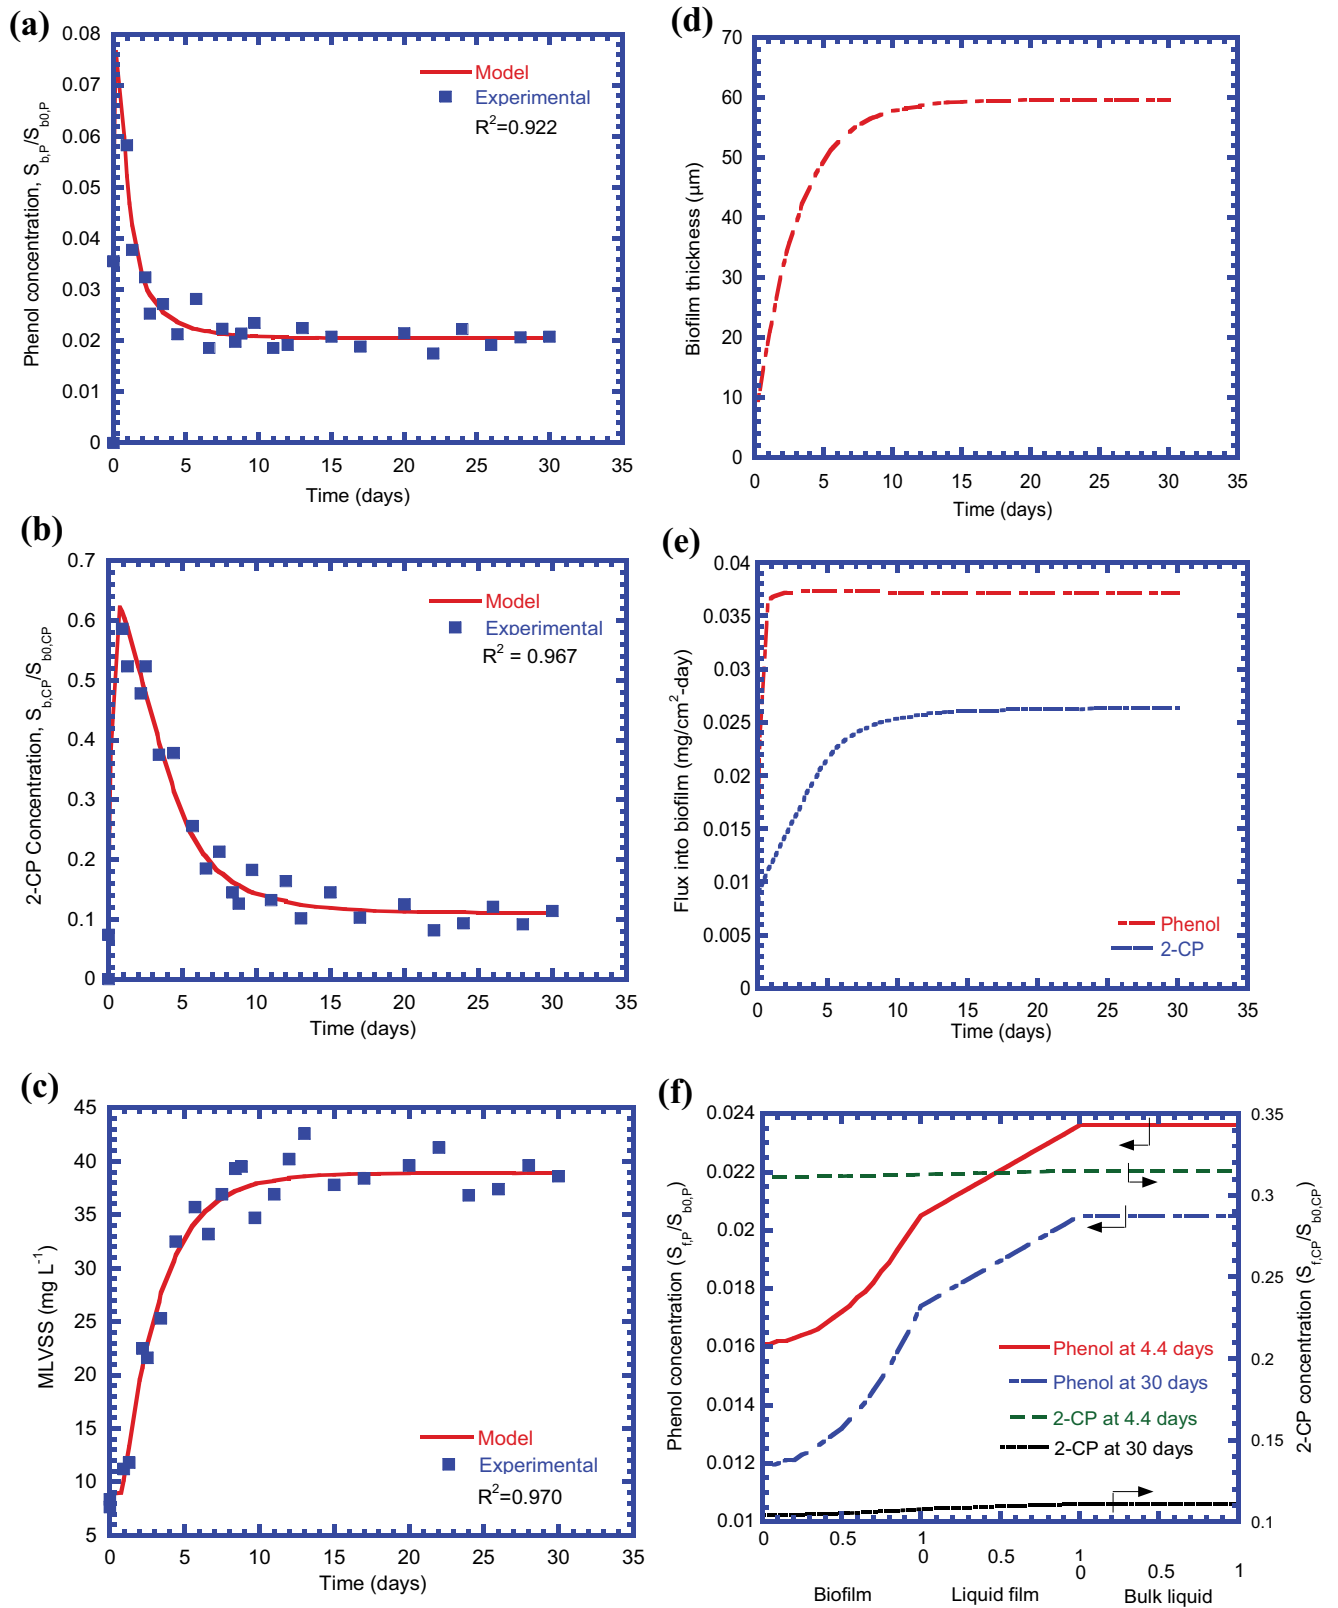 (a)
0.08
0.07
0.06
0.05
0.04
0.03
0.02
0.01
0
Phenol concentration, S_b,P/S_b0,P
Model
Experimental
R²=0.922
0 5 10 15 20 25 30 35
Time (days)
(b)
0.7
0.6
0.5
0.4
0.3
0.2
0.1
0
2-CP Concentration, S_b,CP/S_b0,CP
Model
Experimental
R² = 0.967
0 5 10 15 20 25 30 35
Time (days)
(c)
45
40
35
30
25
20
15
10
5
MLVSS (mg L⁻¹)
Model
Experimental
R²=0.970
0 5 10 15 20 25 30 35
Time (days)
(d)
70
60
50
40
30
20
10
0
Biofilm thickness (µm)
0 5 10 15 20 25 30 35
Time (days)
(e)
0.04
0.035
0.03
0.025
0.02
0.015
0.01
0.005
0
Flux into biofilm (mg/cm²-day)
Phenol
2-CP
0 5 10 15 20 25 30 35
Time (days)
(f)
0.024
0.022
0.02
0.018
0.016
0.014
0.012
0.01
Phenol concentration (S_f,P/S_b0,P)
Phenol at 4.4 days
Phenol at 30 days
2-CP at 4.4 days
2-CP at 30 days
0.35
0.3
0.25
0.2
0.15
0.1
2-CP concentration (S_f,CP/S_b0,CP)
0 0.5 1
0 0.5 1
0 0.5 1
Biofilm Liquid film Bulk liquid